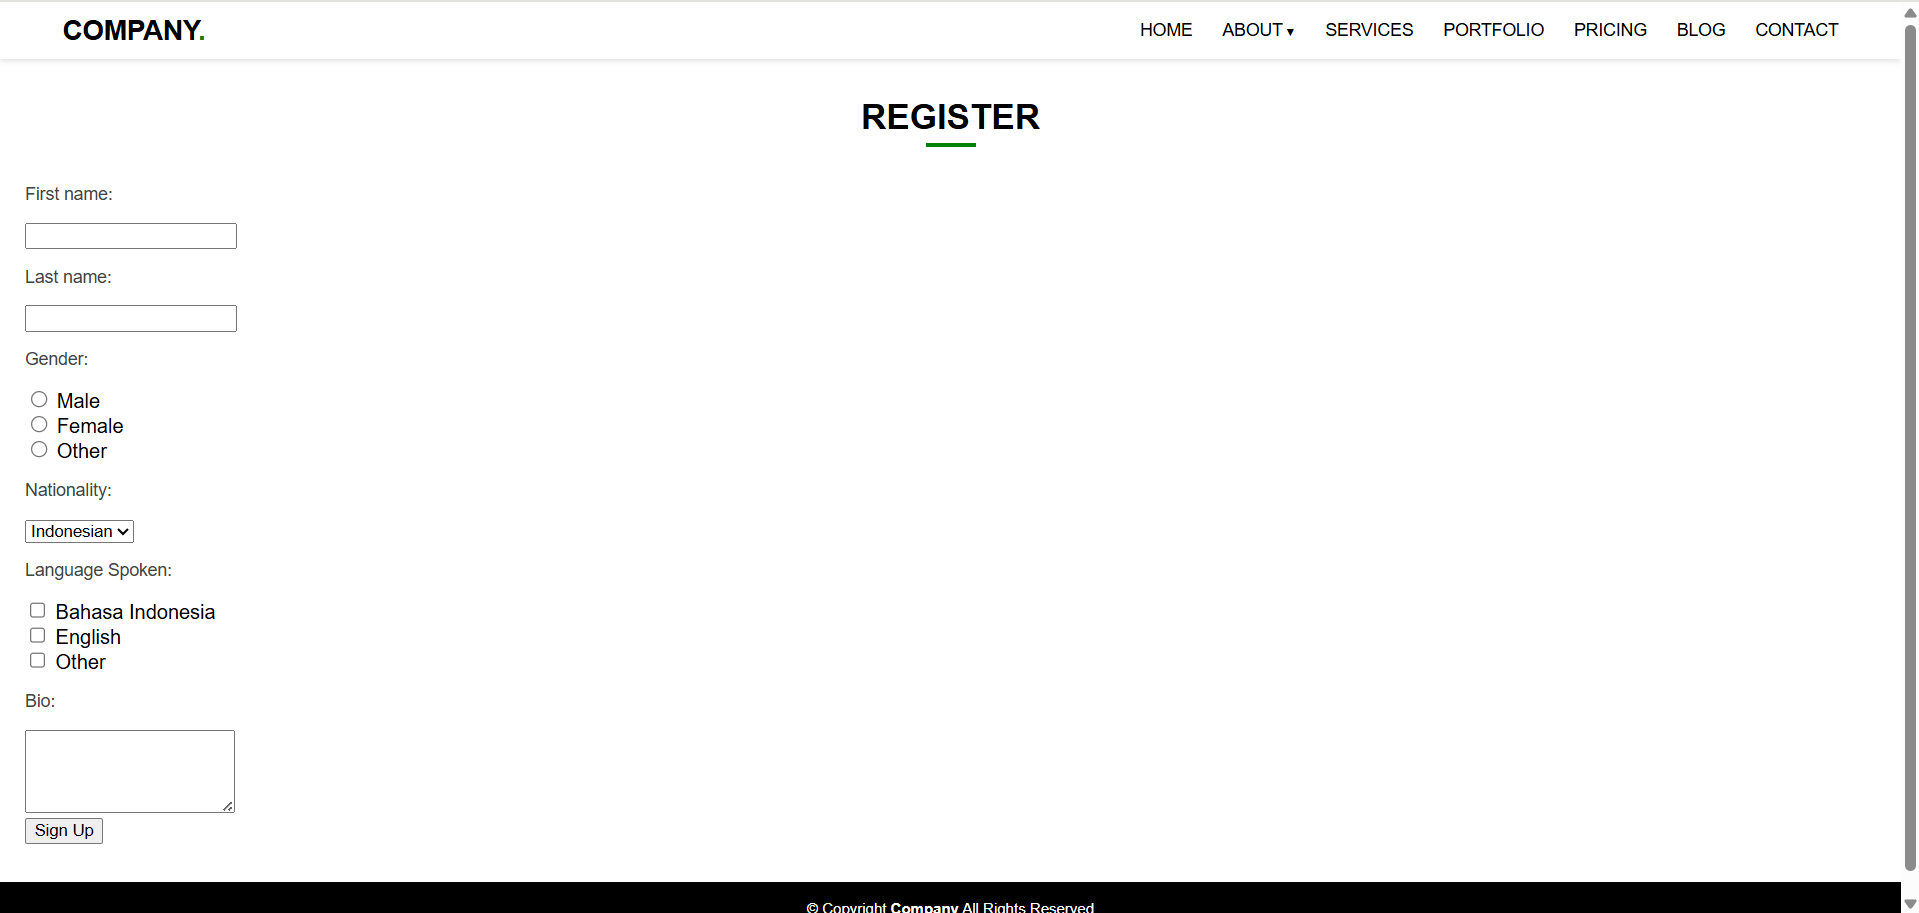 COMPANY.
HOME ABOUT ▾ SERVICES PORTFOLIO PRICING BLOG CONTACT
REGISTER
First name:
Last name:
Gender:
Male
Female
Other
Nationality:
Indonesian
Language Spoken:
Bahasa Indonesia
English
Other
Bio:
Sign Up
© Copyright Company All Rights Reserved